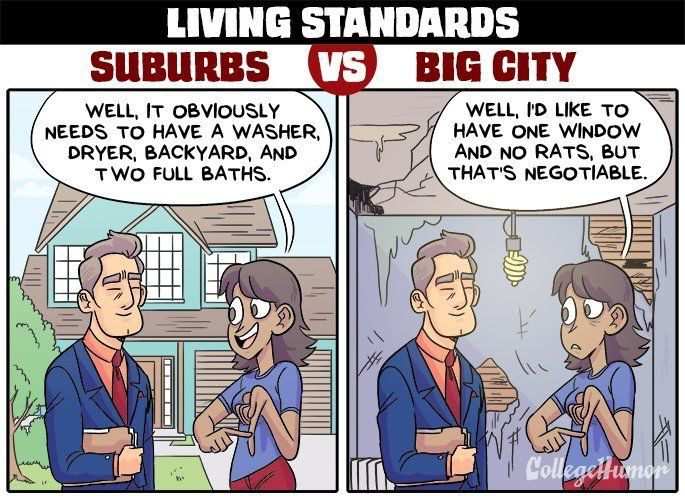 LIVING STANDARDS
SUBURBS VS BIG CITY
WELL, IT OBVIOUSLY
NEEDS TO HAVE A WASHER,
DRYER, BACKYARD, AND
TWO FULL BATHS.
WELL, I'D LIKE TO
HAVE ONE WINDOW
AND NO RATS, BUT
THAT'S NEGOTIABLE.
CollegeHumor